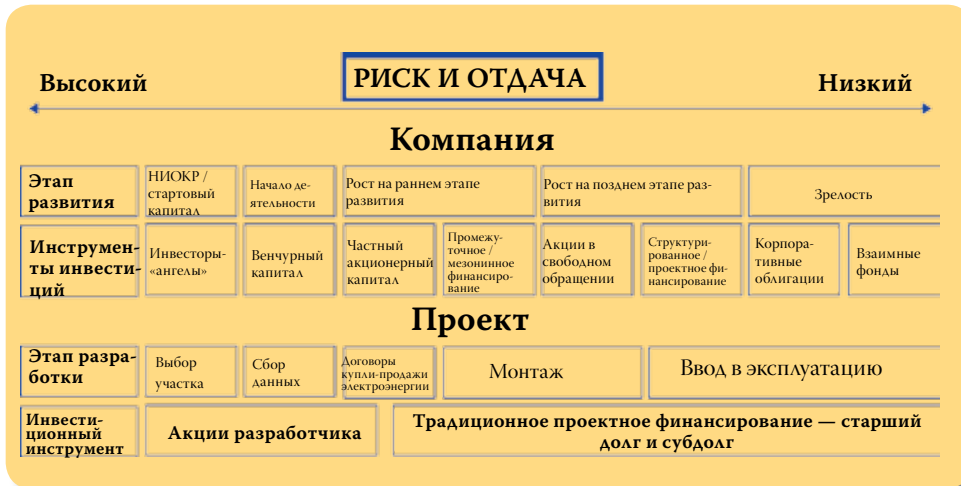 РИСК И ОТДАЧА
Высокий
Низкий
Компания
Этап
развития
НИОКР /
стартовый
капитал
Начало де-
ятельности
Рост на раннем этапе
развития
Рост на позднем этапе раз-
вития
Зрелость
Инструмен-
ты инвести-
ций
Инвесторы-
«ангелы»
Венчурный
капитал
Частный
акционерный
капитал
Промежу-
точное /
мезонинное
финансиро-
вание
Акции в
свободном
обращении
Структури-
рованное /
проектное фи-
нансирование
Корпора-
тивные
облигации
Взаимные
фонды
Проект
Этап разра-
ботки
Выбор
участка
Сбор
данных
Договоры
купли-продажи
электроэнергии
Монтаж
Ввод в эксплуатацию
Инвести-
ционный
инструмент
Акции разработчика
Традиционное проектное финансирование — старший
долг и субдолг